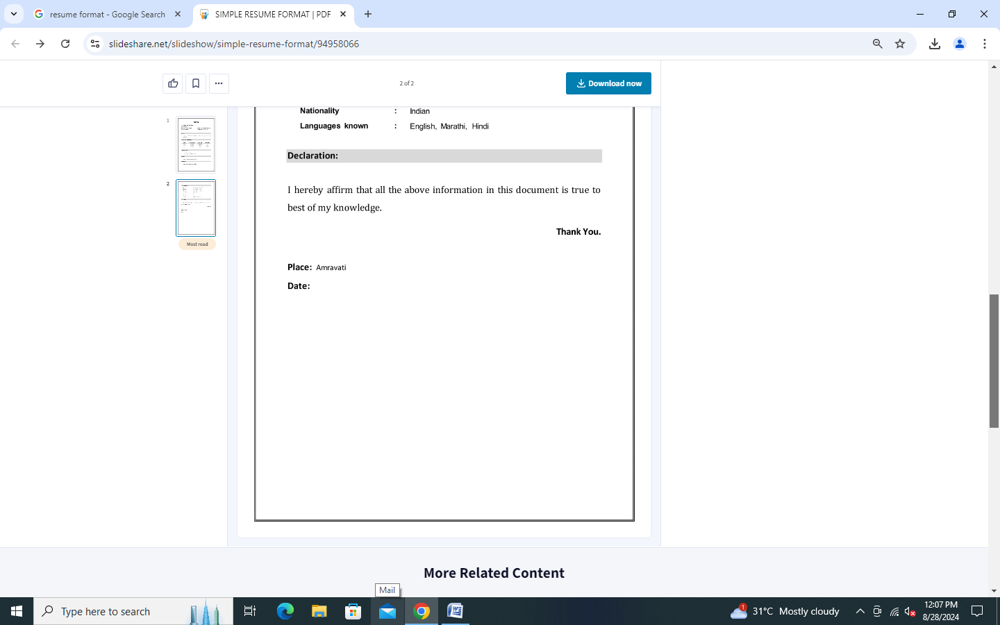 resume format - Google Search
SIMPLE RESUME FORMAT | PDF
slideshare.net/slideshow/simple-resume-format/94958066
2 of 2
Download now
1
2
Most read
Nationality : Indian
Languages known : English, Marathi, Hindi
Declaration:
I hereby affirm that all the above information in this document is true to
best of my knowledge.
Thank You.
Place: Amravati
Date:
More Related Content
Mail
Type here to search
1
31°C Mostly cloudy
12:07 PM
8/28/2024